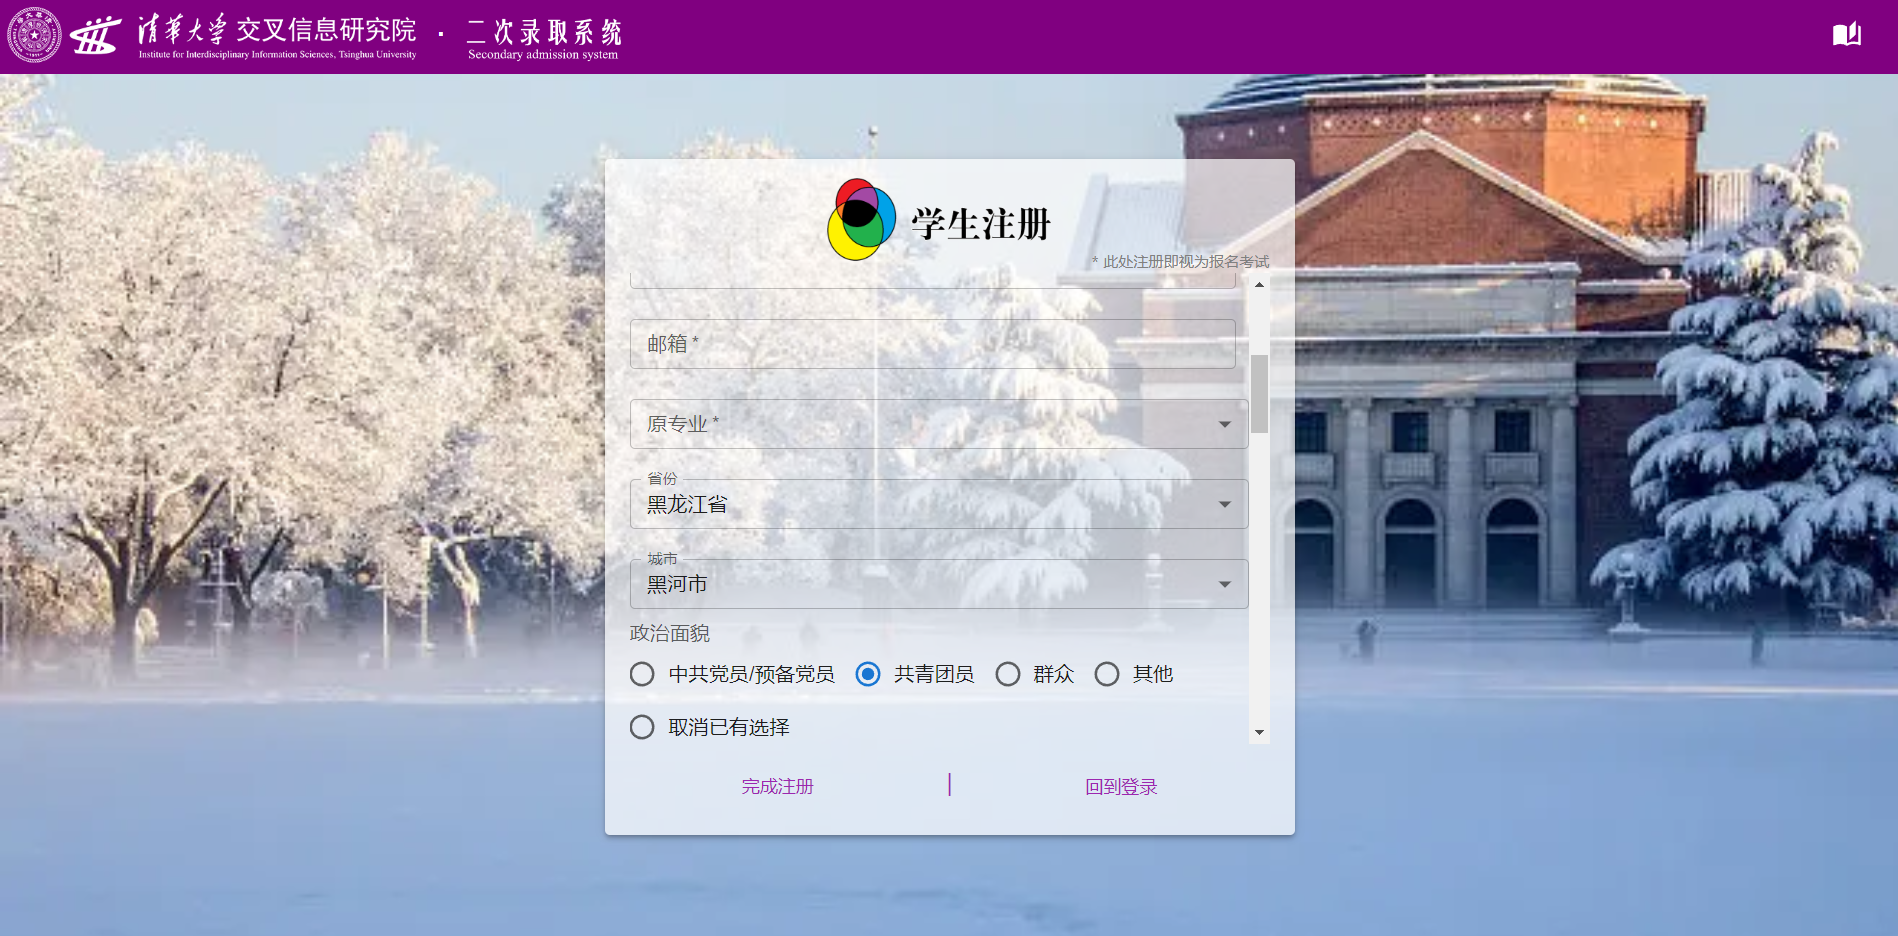 清华大学 交叉信息研究院 · 二次录取系统
Institute for Interdisciplinary Information Sciences, Tsinghua University Secondary admission system
学生注册
* 此处注册即视为报名考试
邮箱 *
原专业 *
省份
黑龙江省
城市
黑河市
政治面貌
中共党员/预备党员 共青团员 群众 其他
取消已有选择
完成注册 | 回到登录